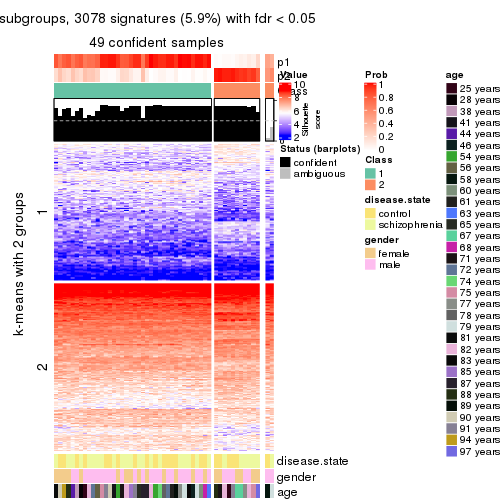 subgroups, 3078 signatures (5.9%) with fdr < 0.05
49 confident samples
p1
p2
Class
k-means with 2 groups
1
2
disease.state
gender
age
Value
10
8
6
4
2
Silhouette
score
Status (barplots)
confident
ambiguous
Prob
1
0.8
0.6
0.4
0.2
0
Class
1
2
disease.state
control
schizophrenia
gender
female
male
age
25 years
28 years
38 years
41 years
44 years
46 years
54 years
56 years
58 years
60 years
61 years
63 years
65 years
67 years
68 years
71 years
72 years
74 years
75 years
77 years
78 years
79 years
81 years
82 years
83 years
85 years
87 years
88 years
89 years
90 years
91 years
94 years
97 years